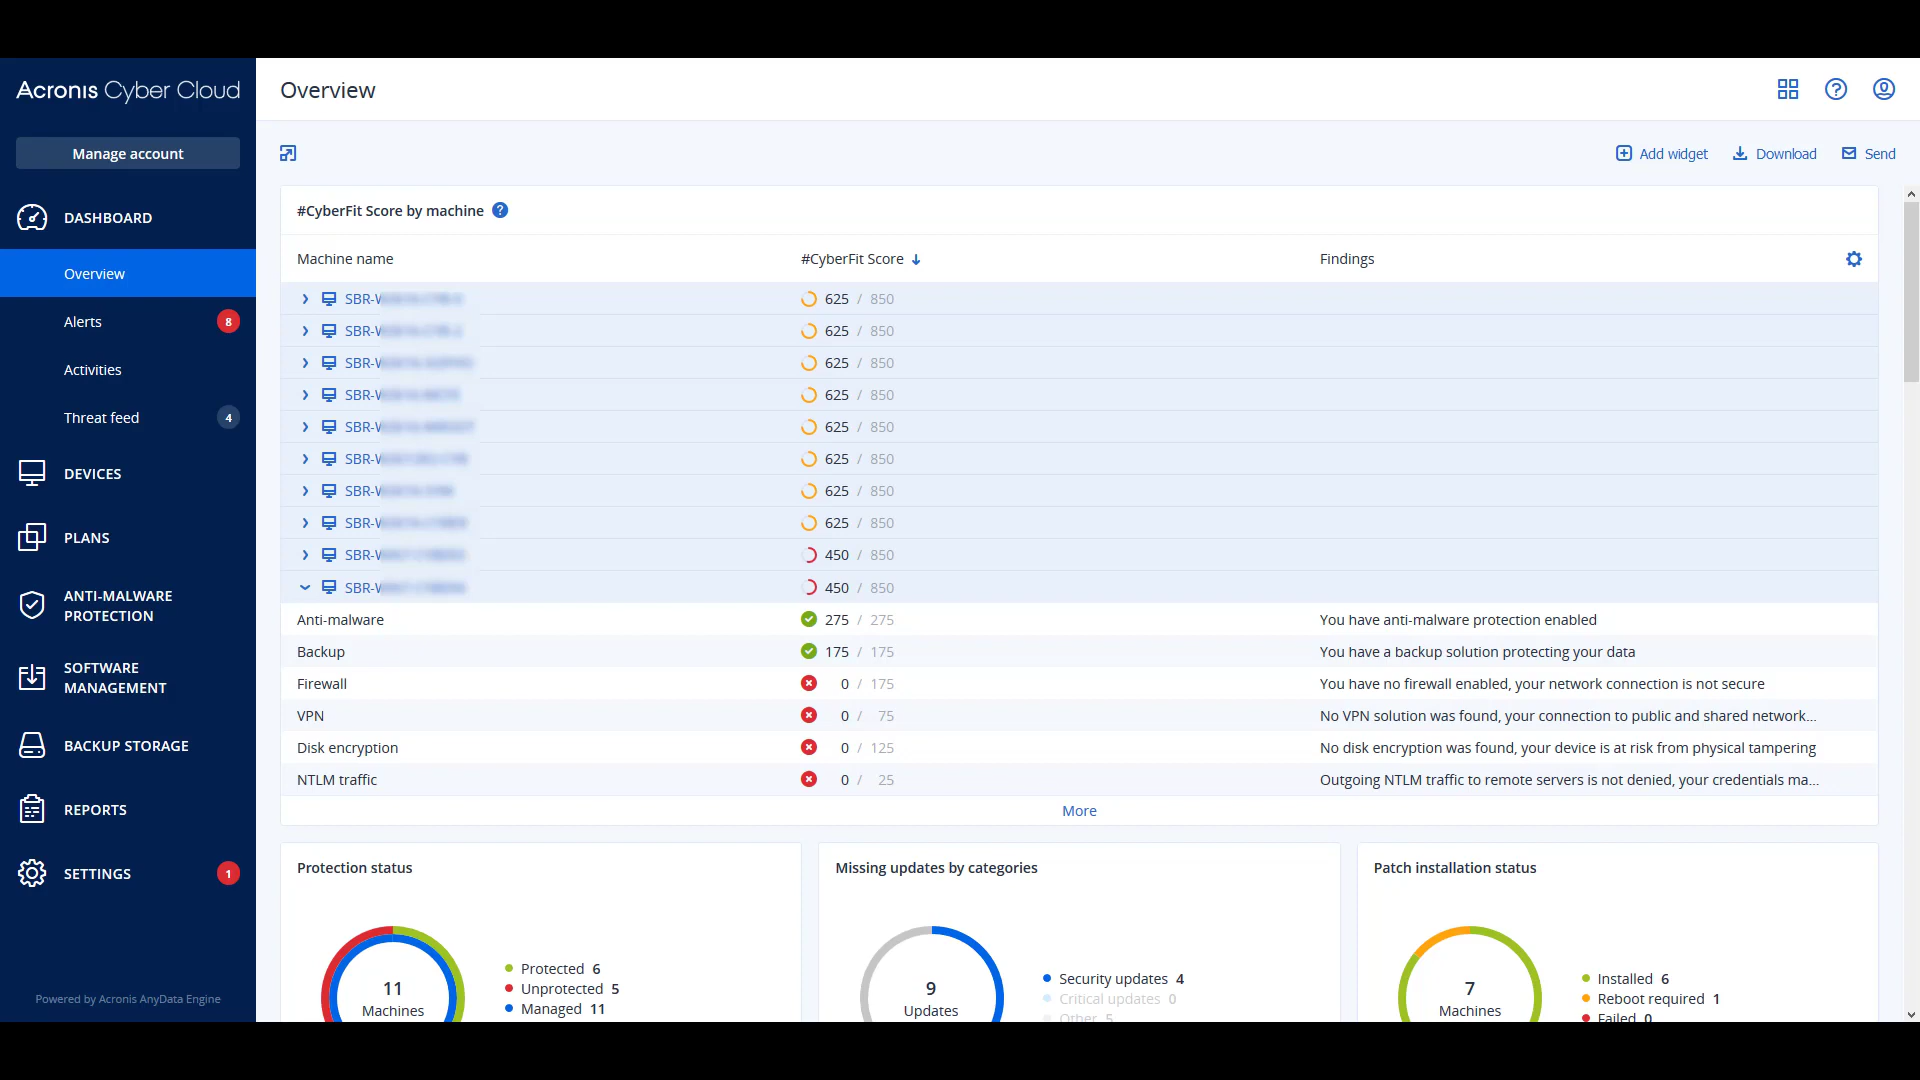 Acronis Cyber Cloud
Overview
Manage account
Add widget
Download
Send
DASHBOARD
Overview
Alerts 8
Activities
Threat feed 4
DEVICES
PLANS
ANTI-MALWARE
PROTECTION
SOFTWARE
MANAGEMENT
BACKUP STORAGE
REPORTS
SETTINGS 1
Powered by Acronis AnyData Engine
#CyberFit Score by machine ?
Machine name #CyberFit Score Findings
SBR-W 625 / 850
SBR-W 625 / 850
SBR-W 625 / 850
SBR-W 625 / 850
SBR-W 625 / 850
SBR-W 625 / 850
SBR-W 625 / 850
SBR-W 625 / 850
SBR-W 450 / 850
SBR-W 450 / 850
Anti-malware 275 / 275 You have anti-malware protection enabled
Backup 175 / 175 You have a backup solution protecting your data
Firewall 0 / 175 You have no firewall enabled, your network connection is not secure
VPN 0 / 75 No VPN solution was found, your connection to public and shared network...
Disk encryption 0 / 125 No disk encryption was found, your device is at risk from physical tampering
NTLM traffic 0 / 25 Outgoing NTLM traffic to remote servers is not denied, your credentials ma...
More
Protection status
11
Machines
Protected 6
Unprotected 5
Managed 11
Missing updates by categories
9
Updates
Security updates 4
Critical updates 0
Other 5
Patch installation status
7
Machines
Installed 6
Reboot required 1
Failed 0